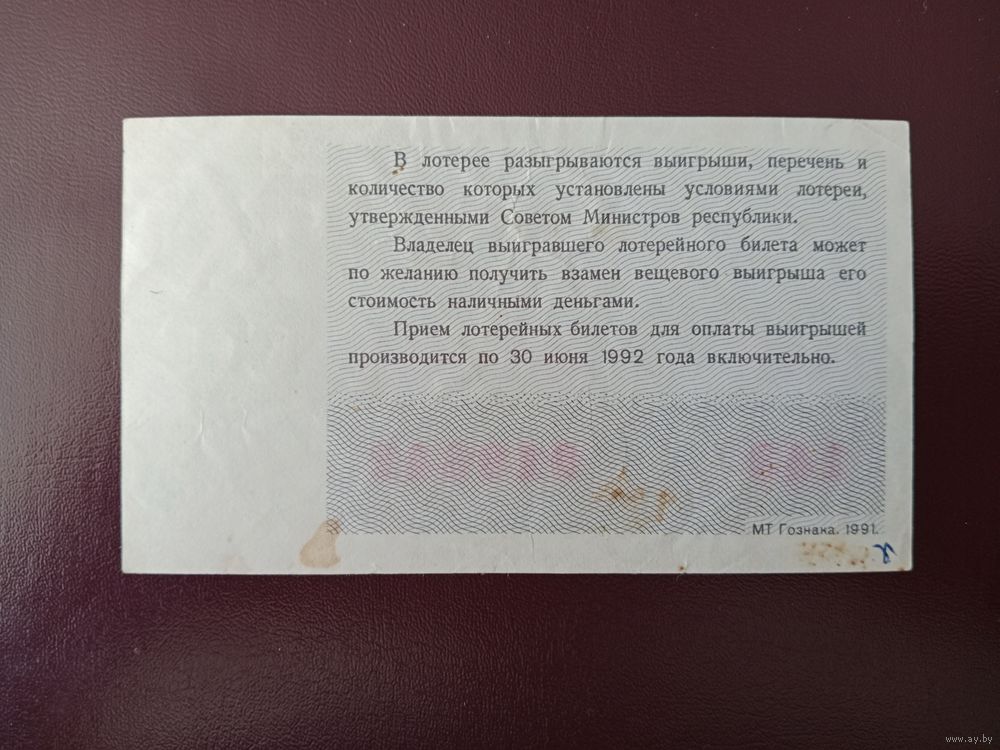 В лотерее разыгрываются выигрыши, перечень и
количество которых установлены условиями лотереи,
утвержденными Советом Министров республики.
Владелец выигравшего лотерейного билета может
по желанию получить взамен вещевого выигрыша его
стоимость наличными деньгами.
Прием лотерейных билетов для оплаты выигрышей
производится по 30 июня 1992 года включительно.
МТ Гознака. 1991.
www.ay.by